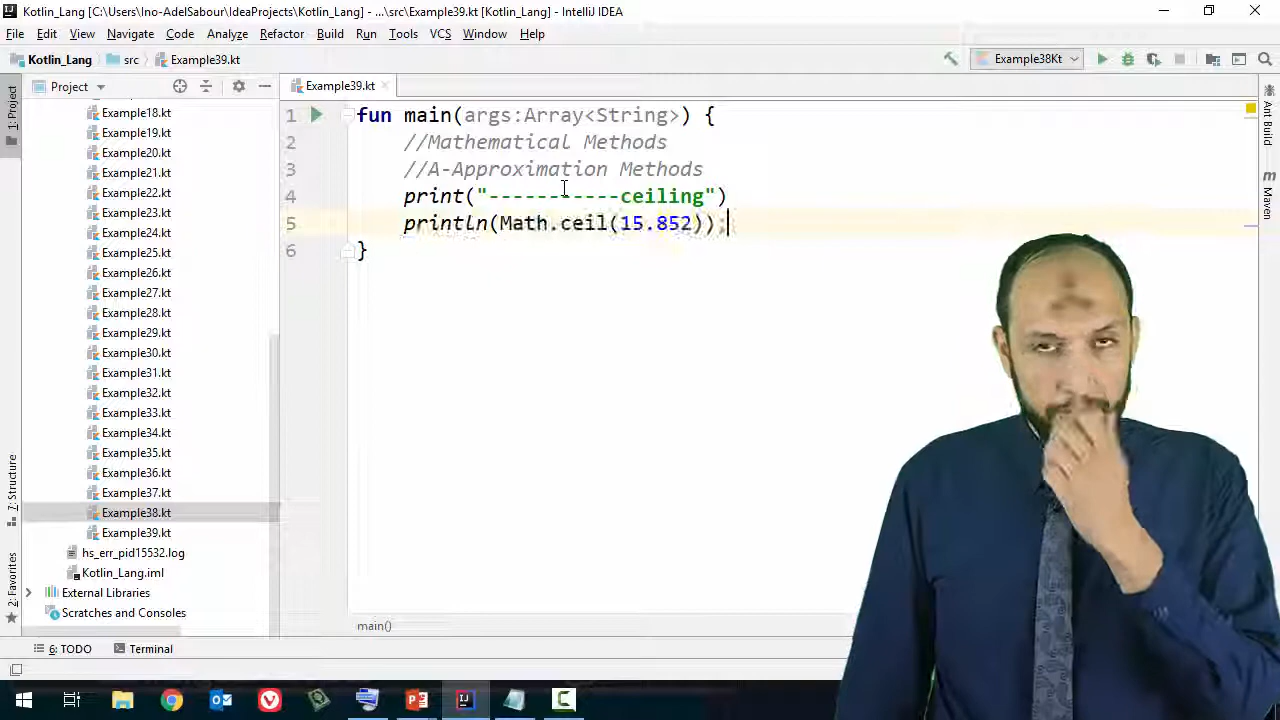 Kotlin_Lang [C:\Users\Ino-AdelSabour\IdeaProjects\Kotlin_Lang] - ...\src\Example39.kt [Kotlin_Lang] - IntelliJ IDEA
File Edit View Navigate Code Analyze Refactor Build Run Tools VCS Window Help
Kotlin_Lang src Example39.kt Example38Kt
Project Example39.kt
1: Project
Ant Build
Maven
7: Structure
2: Favorites
Example18.kt
Example19.kt
Example20.kt
Example21.kt
Example22.kt
Example23.kt
Example24.kt
Example25.kt
Example26.kt
Example27.kt
Example28.kt
Example29.kt
Example30.kt
Example31.kt
Example32.kt
Example33.kt
Example34.kt
Example35.kt
Example36.kt
Example37.kt
Example38.kt
Example39.kt
hs_err_pid15532.log
Kotlin_Lang.iml
External Libraries
Scratches and Consoles
1 fun main(args:Array<String>) {
2 //Mathematical Methods
3 //A-Approximation Methods
4 print("-----------ceiling")
5 println(Math.ceil(15.852));
6 }
main()
6: TODO Terminal